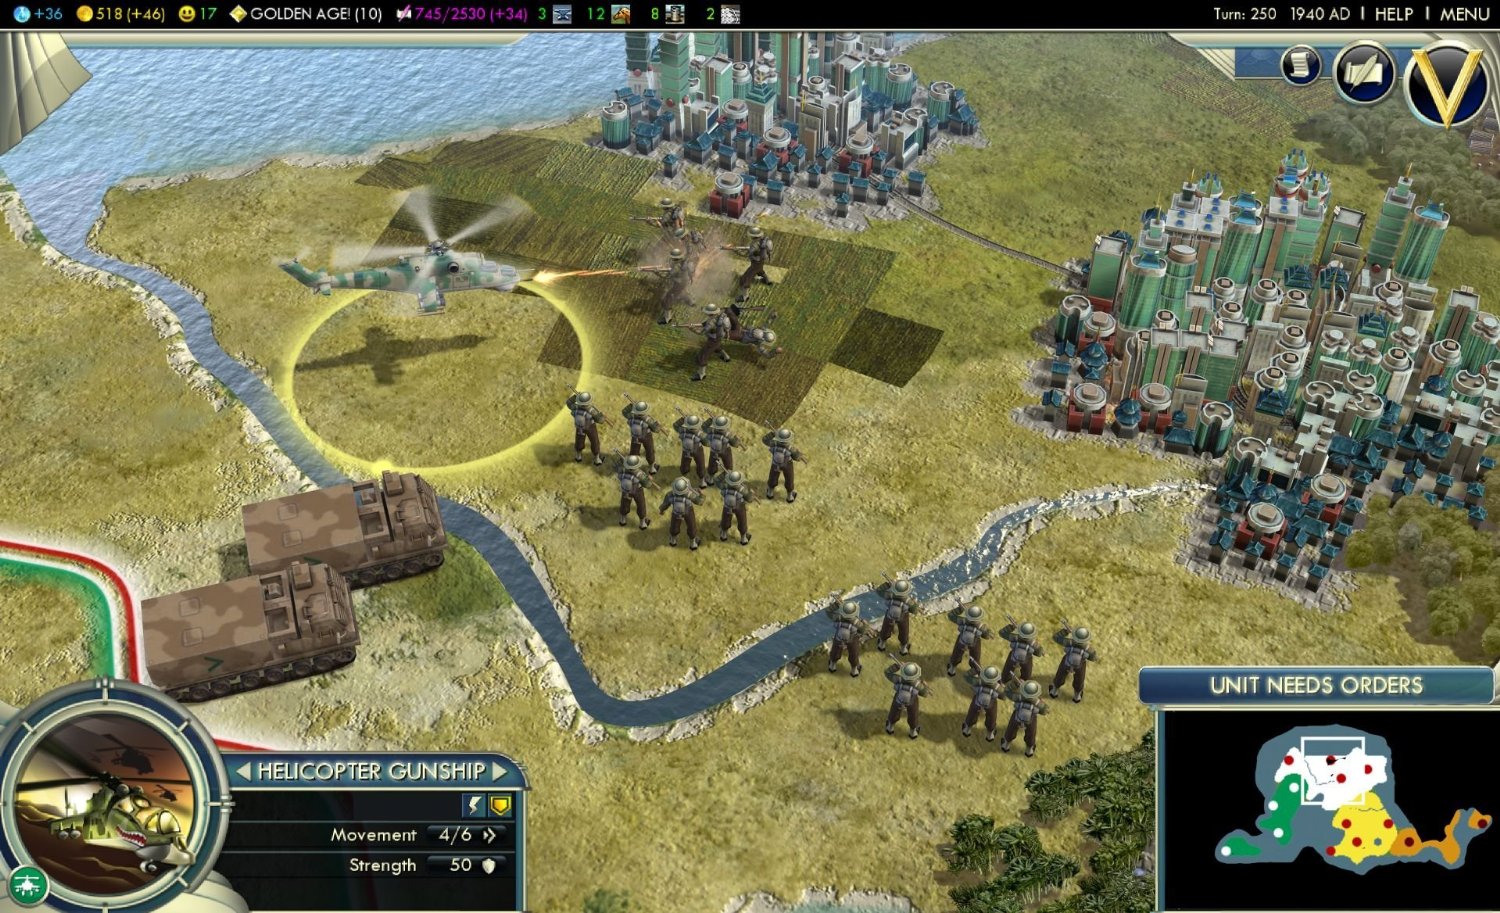 +36 518 (+46) 17 GOLDEN AGE! (10) 745/2530 (+34) 3 12 8 2 Turn: 250 1940 AD | HELP | MENU
V
UNIT NEEDS ORDERS
HELICOPTER GUNSHIP
Movement 4/6
Strength 50